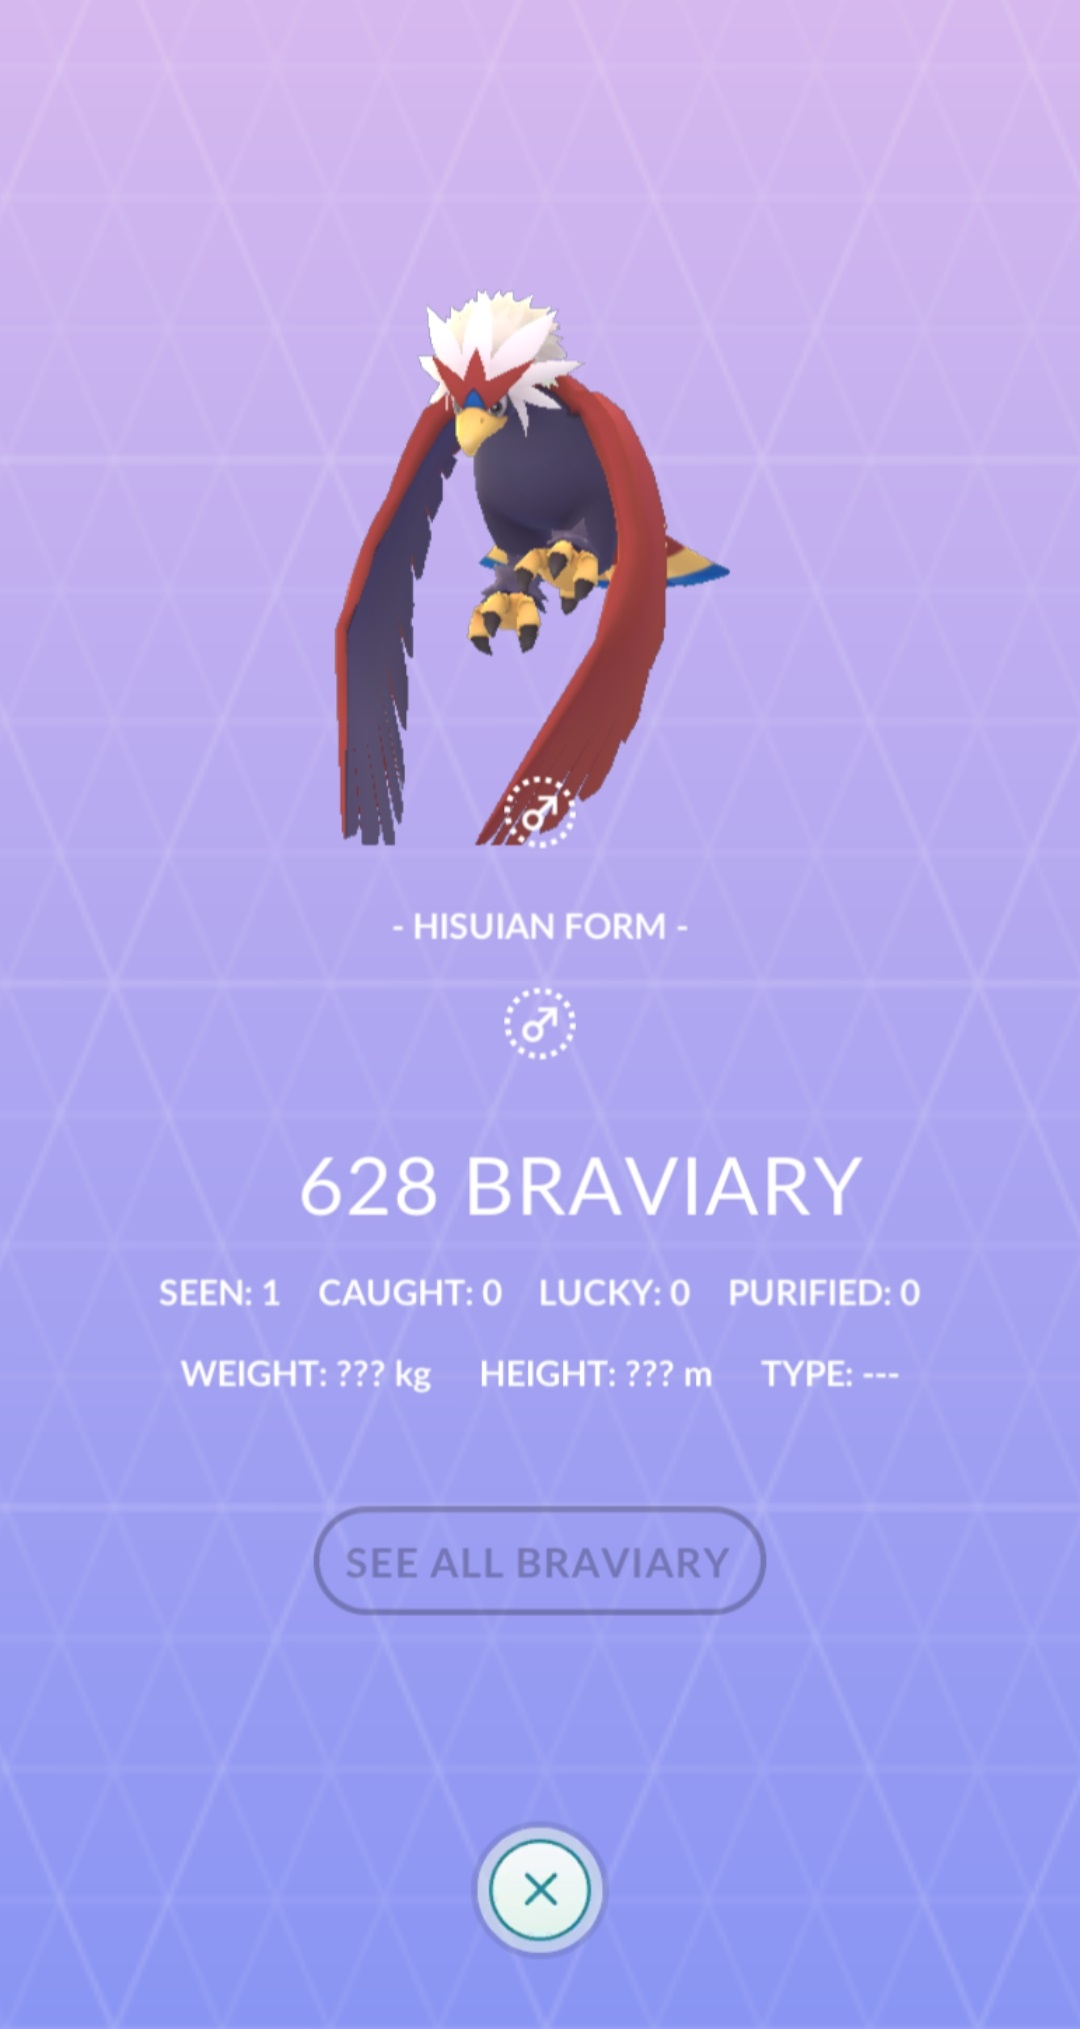 - HISUIAN FORM -
628 BRAVIARY
SEEN: 1 CAUGHT: 0 LUCKY: 0 PURIFIED: 0
WEIGHT: ??? kg HEIGHT: ??? m TYPE: ---
SEE ALL BRAVIARY